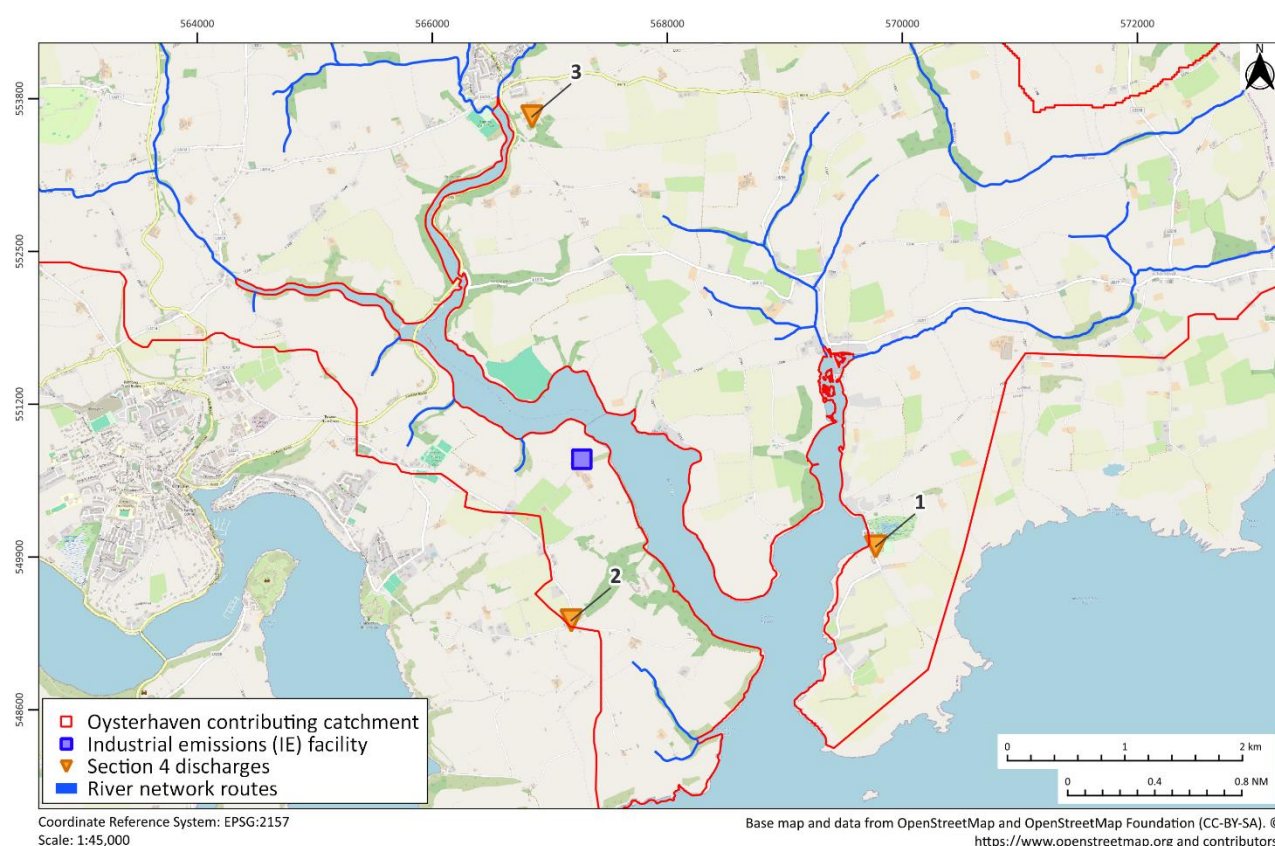 564000 566000 568000 570000 572000
N
553800
3
552500
551200
1
549900
2
548600
Oysterhaven contributing catchment
Industrial emissions (IE) facility
Section 4 discharges
River network routes
0 1 2 km
0 0.4 0.8 NM
Coordinate Reference System: EPSG:2157
Scale: 1:45,000
Base map and data from OpenStreetMap and OpenStreetMap Foundation (CC-BY-SA). ©
https://www.openstreetmap.org and contributors